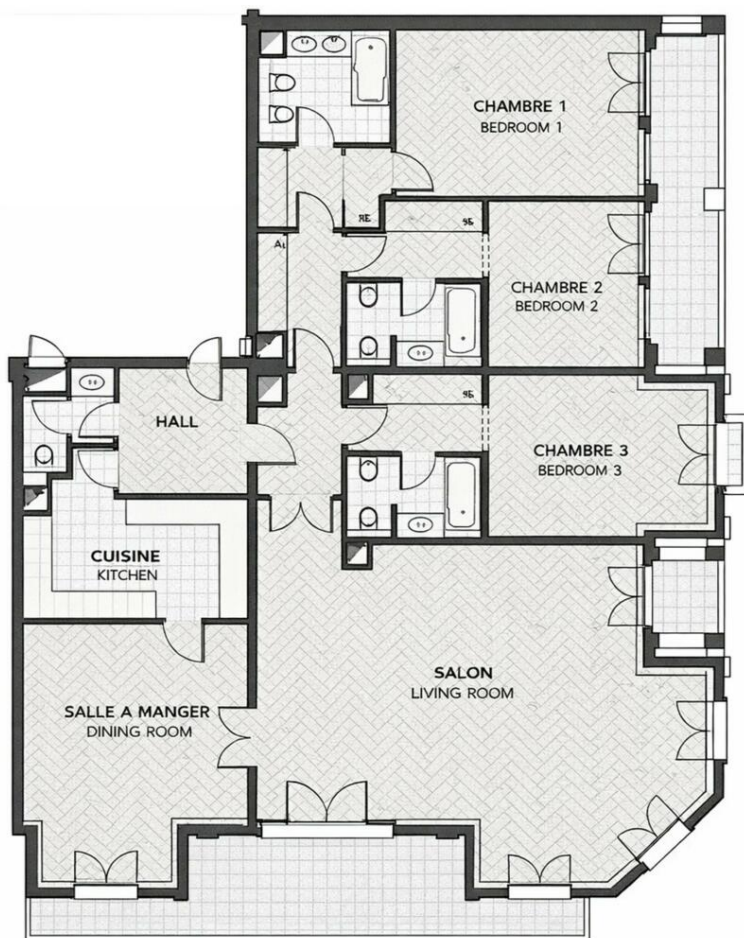 CHAMBRE 1
BEDROOM 1
CHAMBRE 2
BEDROOM 2
HALL
CHAMBRE 3
BEDROOM 3
CUISINE
KITCHEN
SALON
LIVING ROOM
SALLE A MANGER
DINING ROOM